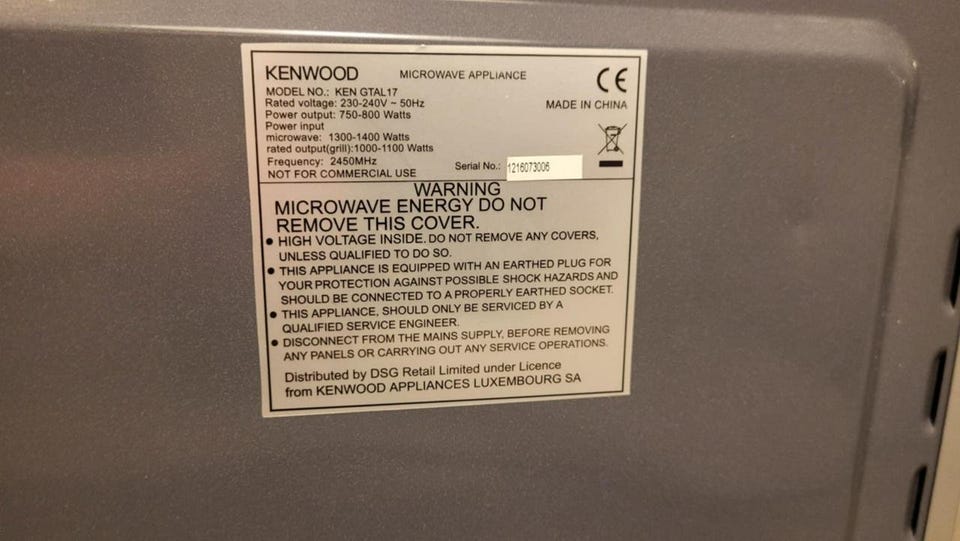 KENWOOD MICROWAVE APPLIANCE CE
MODEL NO.: KEN GTAL17
Rated voltage: 230-240V ~ 50Hz MADE IN CHINA
Power output: 750-800 Watts
Power input
microwave: 1300-1400 Watts
rated output(grill):1000-1100 Watts
Frequency: 2450MHz Serial No.: 1216073006
NOT FOR COMMERCIAL USE
WARNING
MICROWAVE ENERGY DO NOT
REMOVE THIS COVER.
• HIGH VOLTAGE INSIDE. DO NOT REMOVE ANY COVERS,
UNLESS QUALIFIED TO DO SO.
• THIS APPLIANCE IS EQUIPPED WITH AN EARTHED PLUG FOR
YOUR PROTECTION AGAINST POSSIBLE SHOCK HAZARDS AND
SHOULD BE CONNECTED TO A PROPERLY EARTHED SOCKET.
• THIS APPLIANCE, SHOULD ONLY BE SERVICED BY A
QUALIFIED SERVICE ENGINEER.
• DISCONNECT FROM THE MAINS SUPPLY, BEFORE REMOVING
ANY PANELS OR CARRYING OUT ANY SERVICE OPERATIONS.
Distributed by DSG Retail Limited under Licence
from KENWOOD APPLIANCES LUXEMBOURG SA